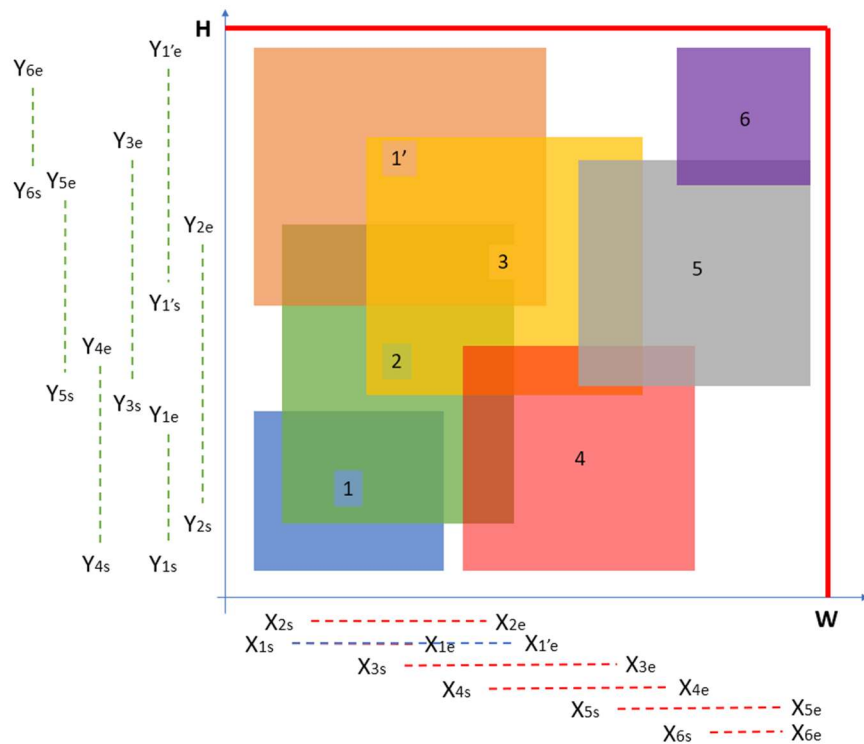 H
Y1'e
Y6e
Y3e
6
1'
Y6s Y5e
Y2e
3
5
Y1's
Y4e
2
Y5s
Y3s
Y1e
4
1
Y2s
Y4s Y1s
W
X2s X2e
X1s X1e X1'e
X3s X3e
X4s X4e
X5s X5e
X6s X6e